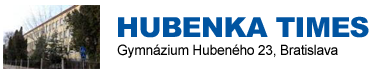 HUBENKA TIMES
Gymnázium Hubeného 23, Bratislava